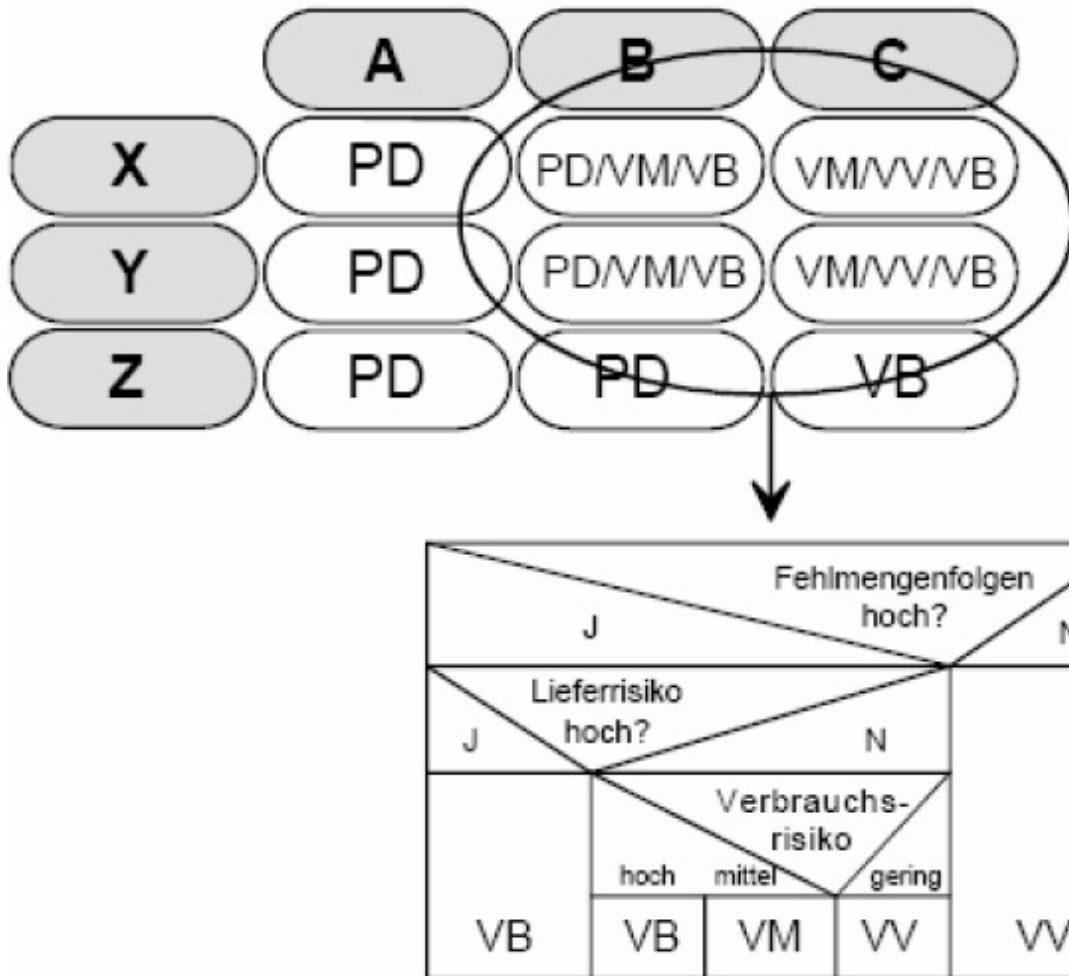 A B C
X PD PD/VM/VB VM/VV/VB
Y PD PD/VM/VB VM/VV/VB
Z PD PD VB
Fehlmengenfolgen
hoch?
J
Lieferrisiko
hoch?
J N
Verbrauchs-
risiko
hoch mittel gering
VB VB VM VV VV